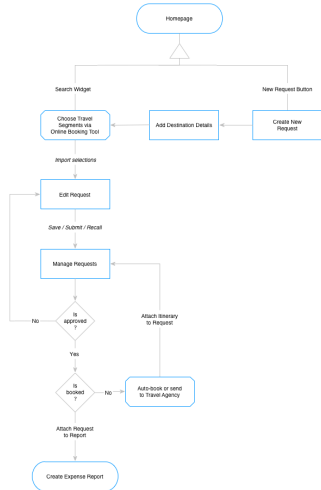 Homepage
Search Widget
New Request Button
Choose Travel
Segments via
Online Booking Tool
Add Destination Details
Create New
Request
Import selections
Edit Request
Save / Submit / Recall
Manage Requests
Is
approved
?
No
Attach Itinerary
to Request
Yes
Is
booked
?
No
Auto-book or send
to Travel Agency
Attach Request
to Report
Create Expense Report